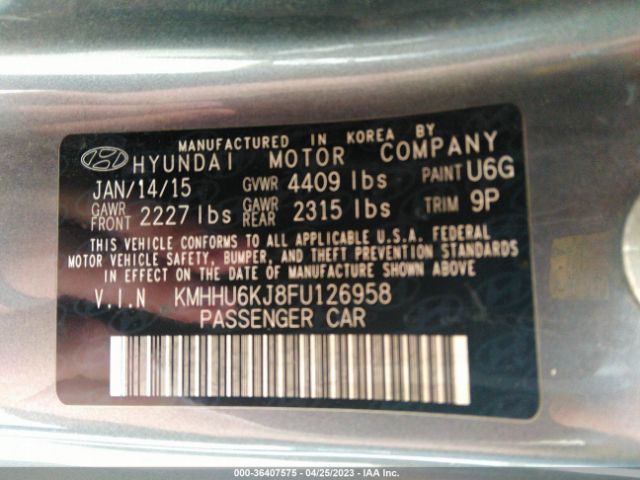 MANUFACTURED IN KOREA BY
HYUNDAI MOTOR COMPANY
JAN/14/15 GVWR 4409 lbs PAINT U6G
GAWR FRONT 2227 lbs GAWR REAR 2315 lbs TRIM 9P
THIS VEHICLE CONFORMS TO ALL APPLICABLE U.S.A. FEDERAL
MOTOR VEHICLE SAFETY, BUMPER, AND THEFT PREVENTION STANDARDS
IN EFFECT ON THE DATE OF MANUFACTURE SHOWN ABOVE
V.I.N KMHHU6KJ8FU126958
PASSENGER CAR
000-36407575 - 04/25/2023 - IAA Inc.